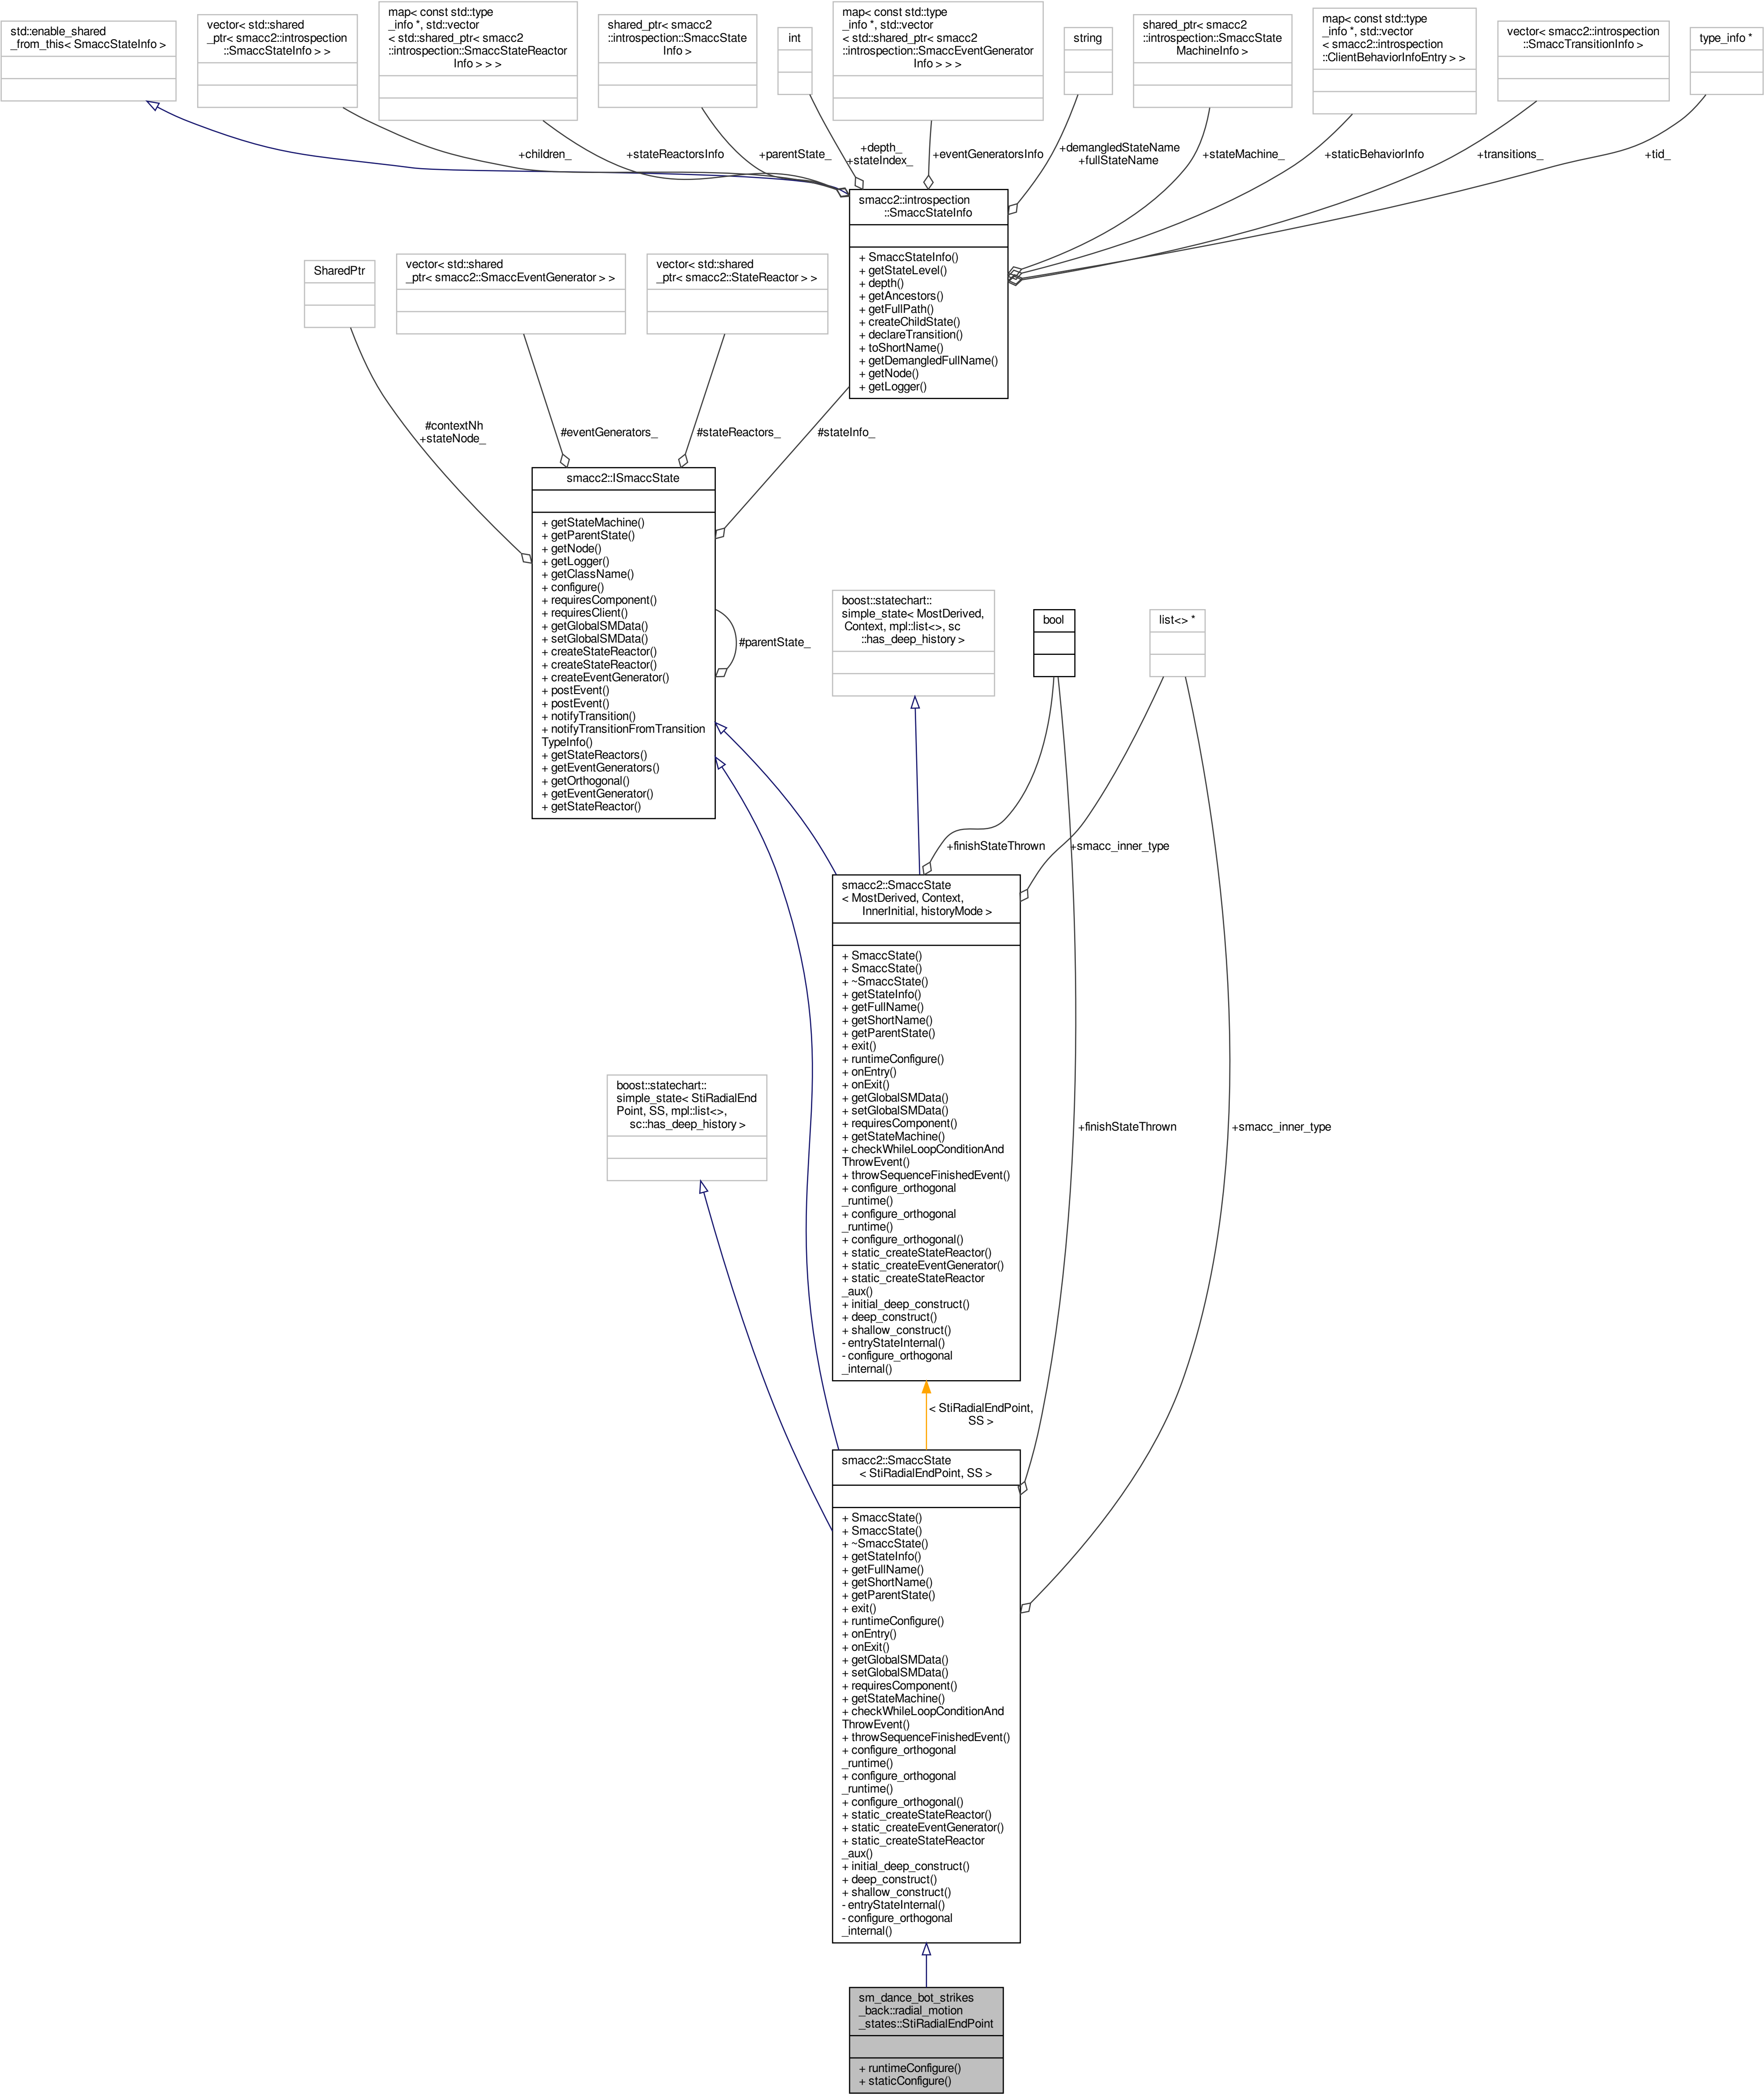 std::enable_shared
_from_this< SmaccStateInfo >
vector< std::shared
_ptr< smacc2::introspection
::SmaccStateInfo > >
map< const std::type
_info *, std::vector
< std::shared_ptr< smacc2
::introspection::SmaccStateReactor
Info > > >
shared_ptr< smacc2
::introspection::SmaccState
Info >
int
map< const std::type
_info *, std::vector
< std::shared_ptr< smacc2
::introspection::SmaccEventGenerator
Info > > >
string
shared_ptr< smacc2
::introspection::SmaccState
MachineInfo >
map< const std::type
_info *, std::vector
< smacc2::introspection
::ClientBehaviorInfoEntry > >
vector< smacc2::introspection
::SmaccTransitionInfo >
type_info *
+children_
+stateReactorsInfo
+parentState_
+depth_
+stateIndex_
+eventGeneratorsInfo
+demangledStateName
+fullStateName
+stateMachine_
+staticBehaviorInfo
+transitions_
+tid_
smacc2::introspection
::SmaccStateInfo
+ SmaccStateInfo()
+ getStateLevel()
+ depth()
+ getAncestors()
+ getFullPath()
+ createChildState()
+ declareTransition()
+ toShortName()
+ getDemangledFullName()
+ getNode()
+ getLogger()
SharedPtr
vector< std::shared
_ptr< smacc2::SmaccEventGenerator > >
vector< std::shared
_ptr< smacc2::StateReactor > >
#contextNh
+stateNode_
#eventGenerators_
#stateReactors_
#stateInfo_
smacc2::ISmaccState
+ getStateMachine()
+ getParentState()
+ getNode()
+ getLogger()
+ getClassName()
+ configure()
+ requiresComponent()
+ requiresClient()
+ getGlobalSMData()
+ setGlobalSMData()
+ createStateReactor()
+ createStateReactor()
+ createEventGenerator()
+ postEvent()
+ postEvent()
+ notifyTransition()
+ notifyTransitionFromTransition
TypeInfo()
+ getStateReactors()
+ getEventGenerators()
+ getOrthogonal()
+ getEventGenerator()
+ getStateReactor()
#parentState_
boost::statechart::
simple_state< MostDerived,
Context, mpl::list<>, sc
::has_deep_history >
bool
list<> *
+finishStateThrown
+smacc_inner_type
smacc2::SmaccState
< MostDerived, Context,
InnerInitial, historyMode >
+ SmaccState()
+ SmaccState()
+ ~SmaccState()
+ getStateInfo()
+ getFullName()
+ getShortName()
+ getParentState()
+ exit()
+ runtimeConfigure()
+ onEntry()
+ onExit()
+ getGlobalSMData()
+ setGlobalSMData()
+ requiresComponent()
+ getStateMachine()
+ checkWhileLoopConditionAnd
ThrowEvent()
+ throwSequenceFinishedEvent()
+ configure_orthogonal
_runtime()
+ configure_orthogonal
_runtime()
+ configure_orthogonal()
+ static_createStateReactor()
+ static_createEventGenerator()
+ static_createStateReactor
_aux()
+ initial_deep_construct()
+ deep_construct()
+ shallow_construct()
- entryStateInternal()
- configure_orthogonal
_internal()
boost::statechart::
simple_state< StiRadialEnd
Point, SS, mpl::list<>,
sc::has_deep_history >
+finishStateThrown
+smacc_inner_type
< StiRadialEndPoint,
SS >
smacc2::SmaccState
< StiRadialEndPoint, SS >
+ SmaccState()
+ SmaccState()
+ ~SmaccState()
+ getStateInfo()
+ getFullName()
+ getShortName()
+ getParentState()
+ exit()
+ runtimeConfigure()
+ onEntry()
+ onExit()
+ getGlobalSMData()
+ setGlobalSMData()
+ requiresComponent()
+ getStateMachine()
+ checkWhileLoopConditionAnd
ThrowEvent()
+ throwSequenceFinishedEvent()
+ configure_orthogonal
_runtime()
+ configure_orthogonal
_runtime()
+ configure_orthogonal()
+ static_createStateReactor()
+ static_createEventGenerator()
+ static_createStateReactor
_aux()
+ initial_deep_construct()
+ deep_construct()
+ shallow_construct()
- entryStateInternal()
- configure_orthogonal
_internal()
sm_dance_bot_strikes
_back::radial_motion
_states::StiRadialEndPoint
+ runtimeConfigure()
+ staticConfigure()